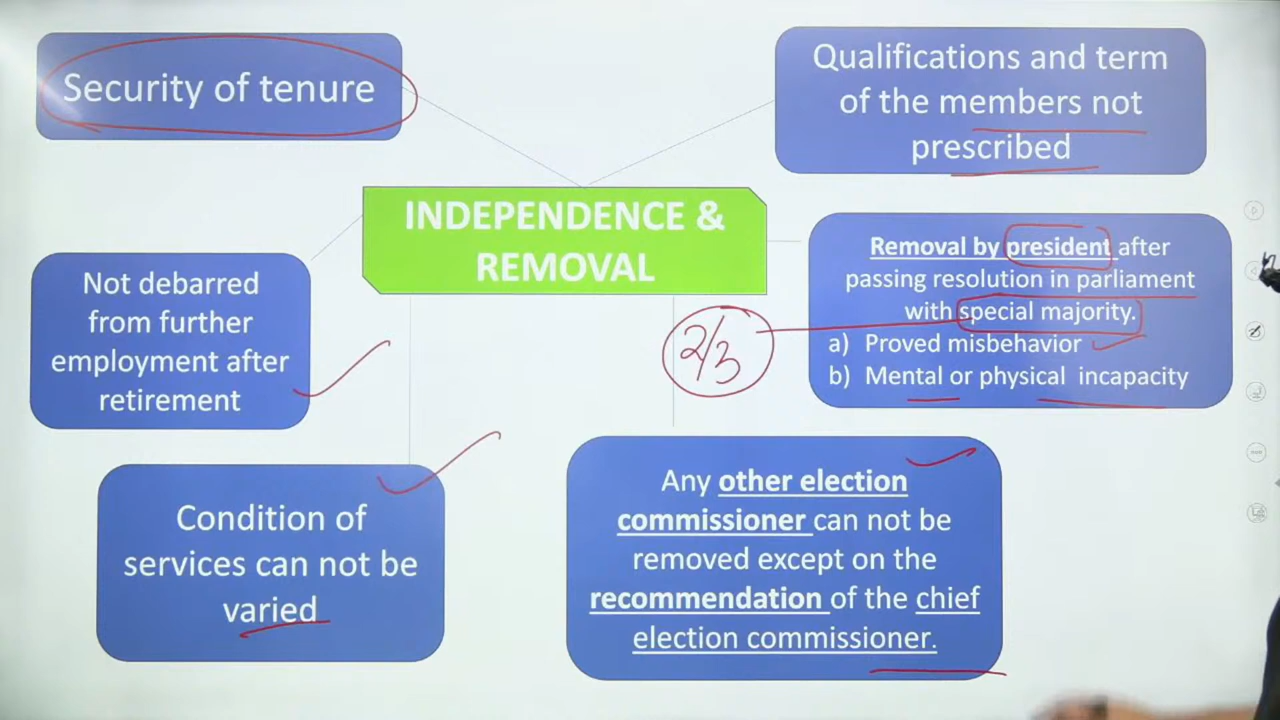 Security of tenure
Qualifications and term
of the members not
prescribed
INDEPENDENCE &
REMOVAL
Removal by president after
passing resolution in parliament
with special majority.
a) Proved misbehavior
b) Mental or physical incapacity
2/3
Not debarred
from further
employment after
retirement
Condition of
services can not be
varied
Any other election
commissioner can not be
removed except on the
recommendation of the chief
election commissioner.